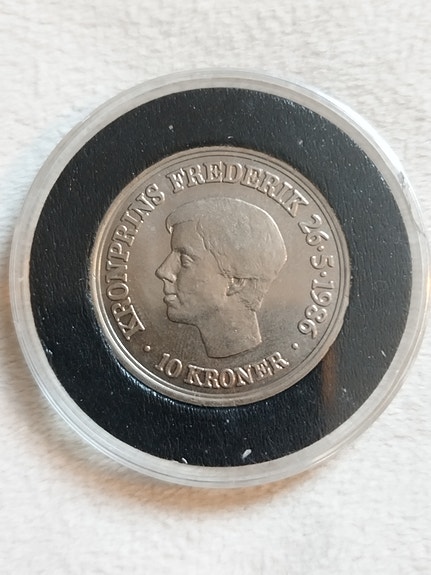 KRONPRINS FREDERIK 26·5·1986
· 10 KRONER ·